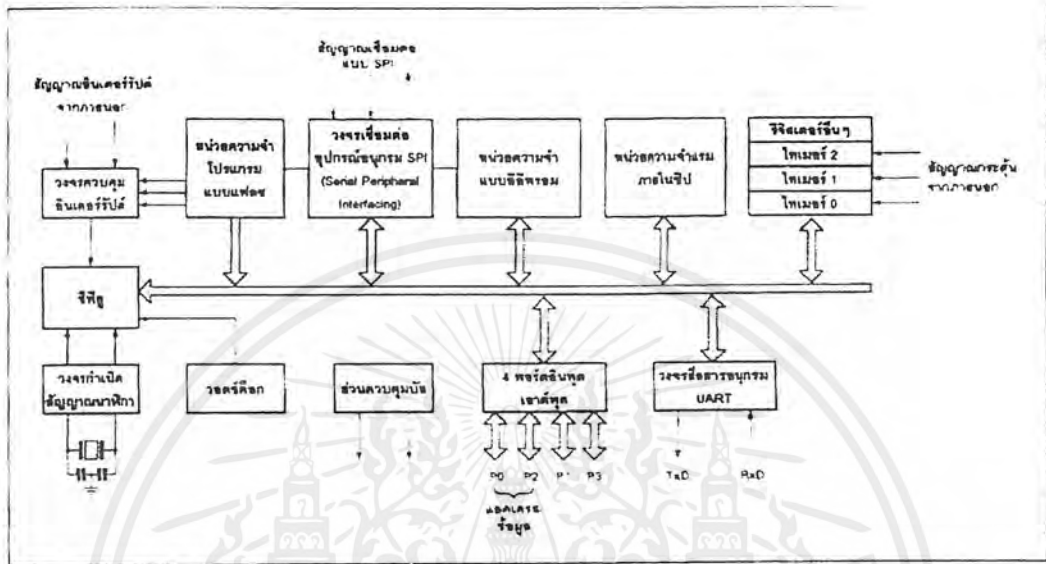 สัญญาณเชื่อมต่อ
แบบ SPI
สัญญาณอินเตอร์รัปต์
จากภายนอก
หน่วยความจำ
โปรแกรม
แบบแฟลช
วงจรเชื่อมต่อ
อุปกรณ์อนุกรม SPI
(Serial Peripheral
Interfacing)
หน่วยความจำ
แบบอีอีพรอม
หน่วยความจำแรม
ภายในชิป
รีจิสเตอร์อื่นๆ
ไทเมอร์ 2
ไทเมอร์ 1
ไทเมอร์ 0
สัญญาณกระตุ้น
จากภายนอก
วงจรควบคุม
อินเตอร์รัปต์
ซีพียู
วงจรกำเนิด
สัญญาณนาฬิกา
วอตช์ด็อก
ส่วนควบคุมบัส
4 พอร์ตอินพุต
เอาต์พุต
วงจรสื่อสารอนุกรม
UART
P0
P2
P1
P3
TxD
RxD
แอดเดรส
ข้อมูล